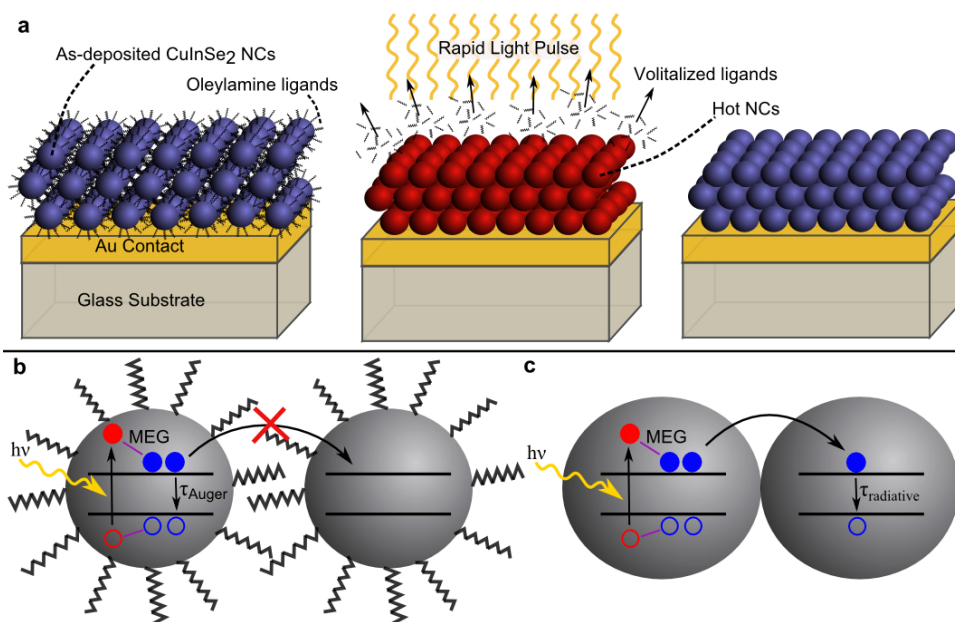 a
As-deposited CuInSe2 NCs
Oleylamine ligands
Rapid Light Pulse
Volitalized ligands
Hot NCs
Au Contact
Glass Substrate
b
hν
MEG
τAuger
c
hν
MEG
τradiative